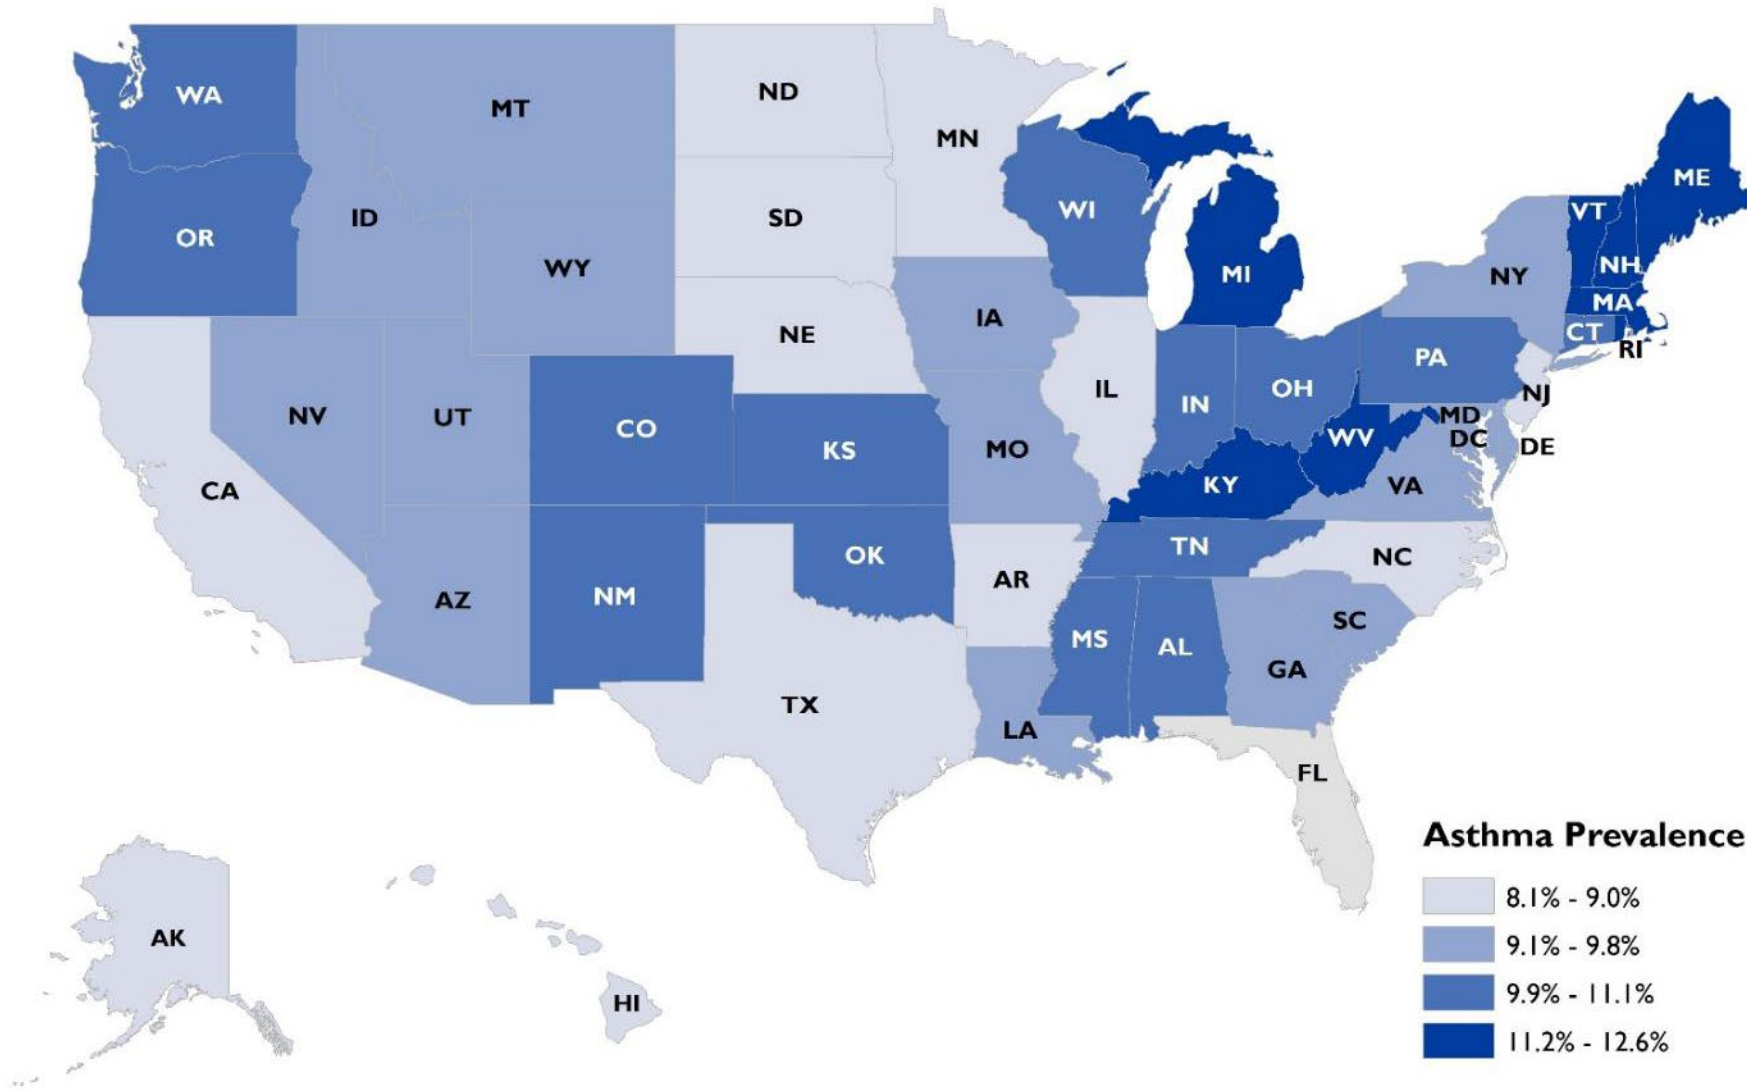 WA
MT
ND
MN
ME
VT
WI
ID
SD
OR
NH
WY
MI
NY
MA
IA
CT
NE
RI
PA
IL
OH
NJ
IN
NV
UT
MD
CO
WV
DC
DE
KS
MO
KY
VA
CA
TN
OK
NC
AR
NM
AZ
SC
MS
AL
GA
TX
LA
FL
AK
HI
Asthma Prevalence
8.1% - 9.0%
9.1% - 9.8%
9.9% - 11.1%
11.2% - 12.6%